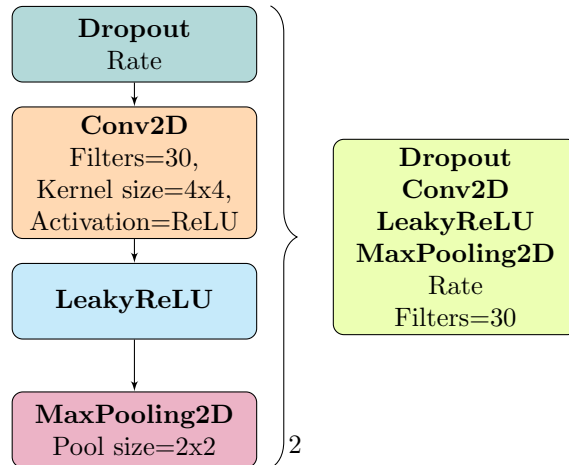 Dropout
Rate
Conv2D
Filters=30,
Kernel size=4x4,
Activation=ReLU
LeakyReLU
MaxPooling2D
Pool size=2x2
2
Dropout
Conv2D
LeakyReLU
MaxPooling2D
Rate
Filters=30